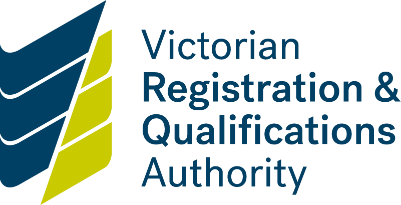 Victorian
Registration &
Qualifications
Authority